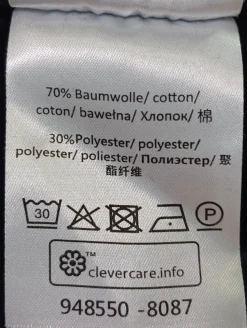 70% Baumwolle/ cotton/
coton/ bawełna/ Хлопок/ 棉
30%Polyester/ polyester/
polyester/ poliester/ Полиэстер/ 聚
酯纤维
30 P
™
clevercare.info
948550 -8087